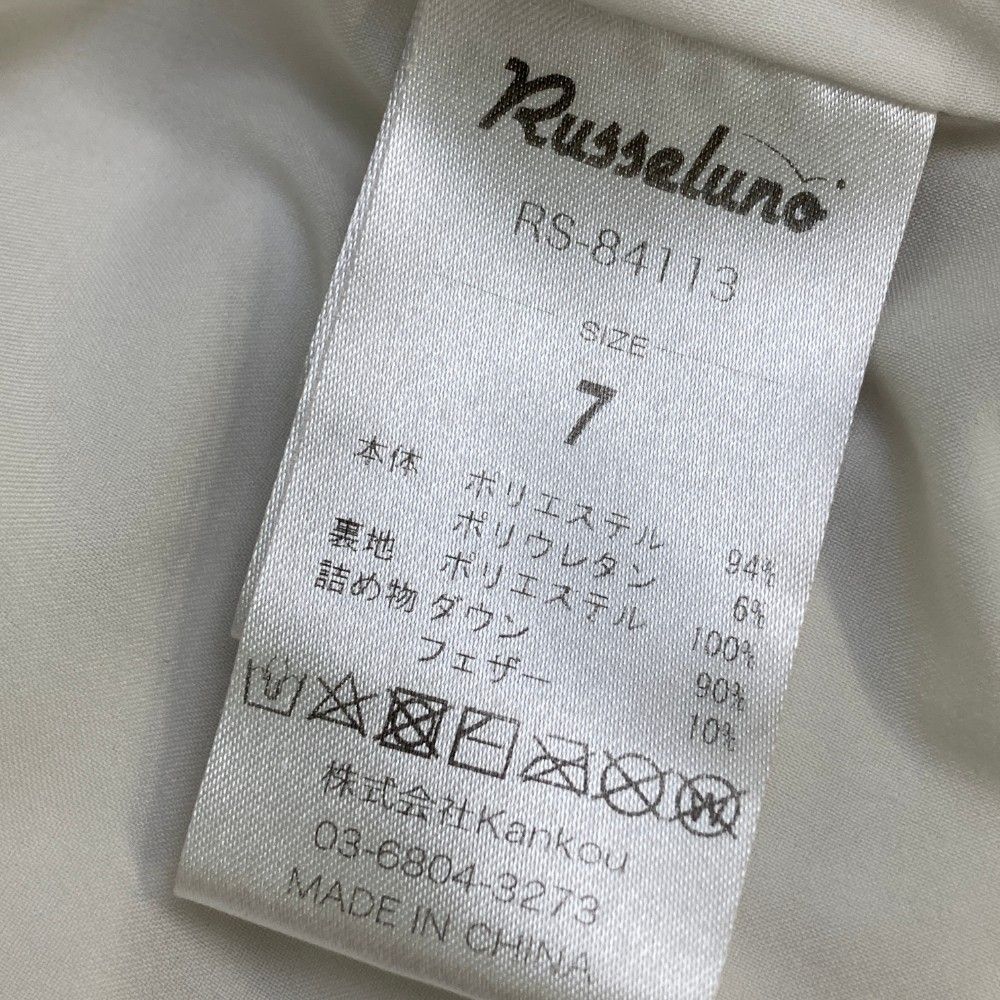 Russeluno
RS-84113
SIZE
7
本体 ポリエステル 94%
ポリウレタン 6%
裏地 ポリエステル 100%
詰め物 ダウン 90%
フェザー 10%
株式会社Kankou
03-6804-3273
MADE IN CHINA